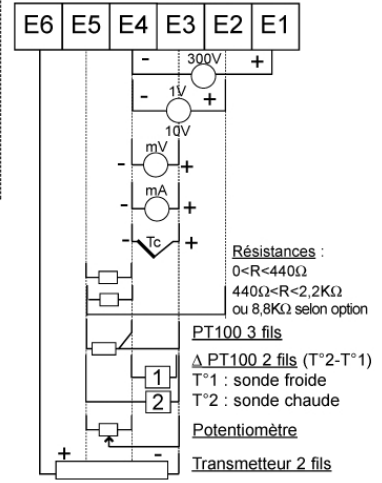 E6 E5 E4 E3 E2 E1
- 300V +
- 1V +
10V
mV
- +
mA
- +
- Tc +
Résistances :
0<R<440Ω
440Ω<R<2,2KΩ
ou 8,8KΩ selon option
PT100 3 fils
Δ PT100 2 fils (T°2-T°1)
1 T°1 : sonde froide
2 T°2 : sonde chaude
Potentiomètre
+ - Transmetteur 2 fils